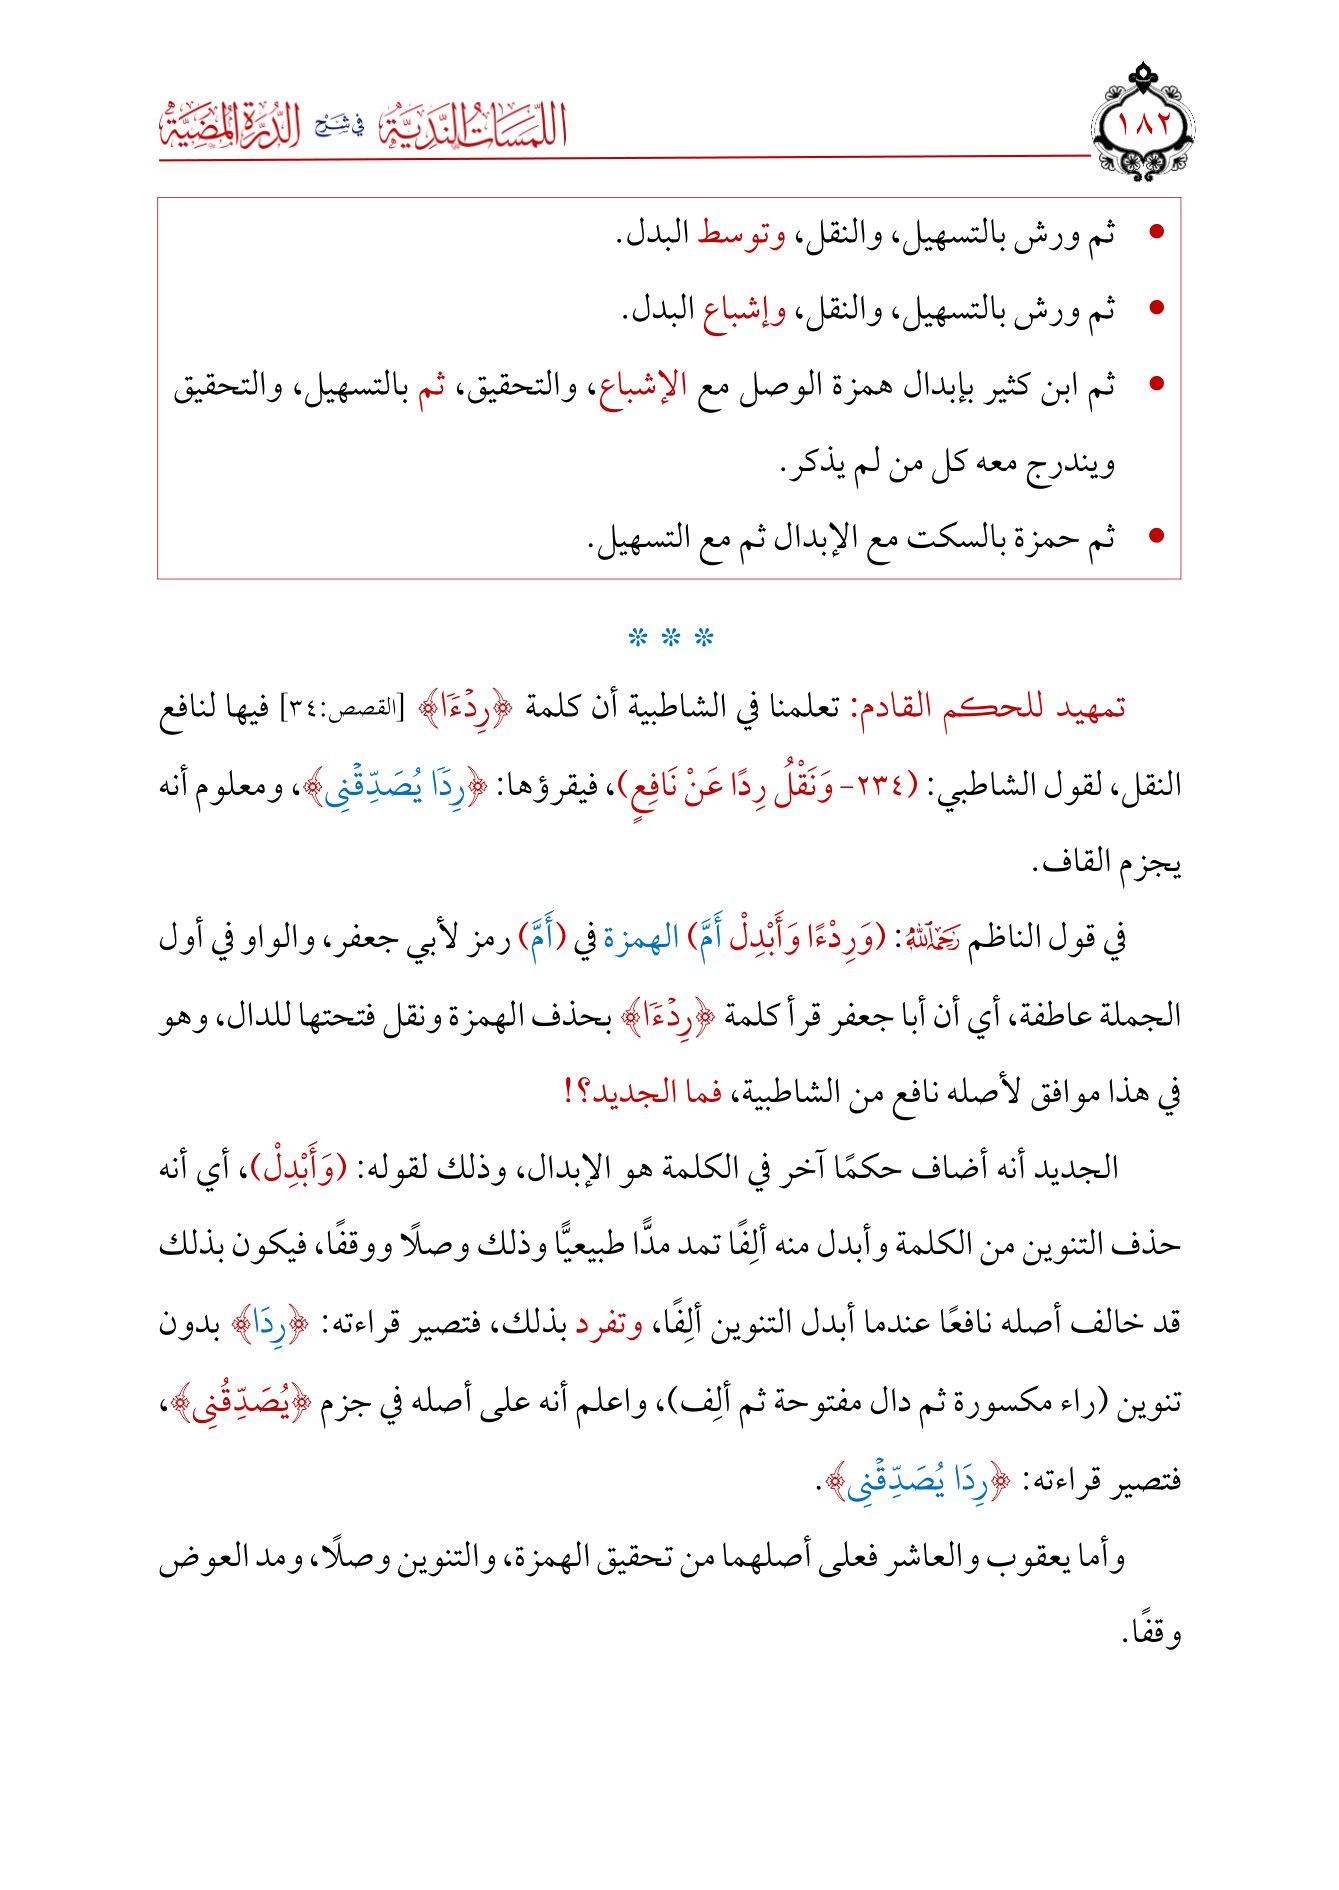 اللمسات الندية في شرح الدرة المضية
١٨٢
• ثم ورش بالتسهيل، والنقل، وتوسط البدل.
• ثم ورش بالتسهيل، والنقل، وإشباع البدل.
• ثم ابن كثير بإبدال همزة الوصل مع الإشباع، والتحقيق، ثم بالتسهيل، والتحقيق
ويندرج معه كل من لم يذكر.
• ثم حمزة بالسكت مع الإبدال ثم مع التسهيل.
* * *
تمهيد للحكم القادم: تعلمنا في الشاطبية أن كلمة ﴿رِدۡءٗا﴾ [القصص:٣٤] فيها لنافع
النقل، لقول الشاطبي: (٢٣٤- وَنَقْلُ رِدًا عَنْ نَافِعٍ)، فيقرؤها: ﴿رِدٗا يُصَدِّقۡنِى﴾، ومعلوم أنه
يجزم القاف.
في قول الناظم رَحِمَهُ اللَّهُ: (وَرِدْءًا وَأَبْدِلْ أَمَّ) الهمزة في (أَمَّ) رمز لأبي جعفر، والواو في أول
الجملة عاطفة، أي أن أبا جعفر قرأ كلمة ﴿رِدۡءٗا﴾ بحذف الهمزة ونقل فتحتها للدال، وهو
في هذا موافق لأصله نافع من الشاطبية، فما الجديد؟!
الجديد أنه أضاف حكمًا آخر في الكلمة هو الإبدال، وذلك لقوله: (وَأَبْدِلْ)، أي أنه
حذف التنوين من الكلمة وأبدل منه ألِفًا تمد مدًّا طبيعيًّا وذلك وصلًا ووقفًا، فيكون بذلك
قد خالف أصله نافعًا عندما أبدل التنوين ألِفًا، وتفرد بذلك، فتصير قراءته: ﴿رِدَا﴾ بدون
تنوين (راء مكسورة ثم دال مفتوحة ثم ألِف)، واعلم أنه على أصله في جزم ﴿يُصَدِّقُنِى﴾،
فتصير قراءته: ﴿رِدَا يُصَدِّقۡنِى﴾.
وأما يعقوب والعاشر فعلى أصلهما من تحقيق الهمزة، والتنوين وصلًا، ومد العوض
وقفًا.